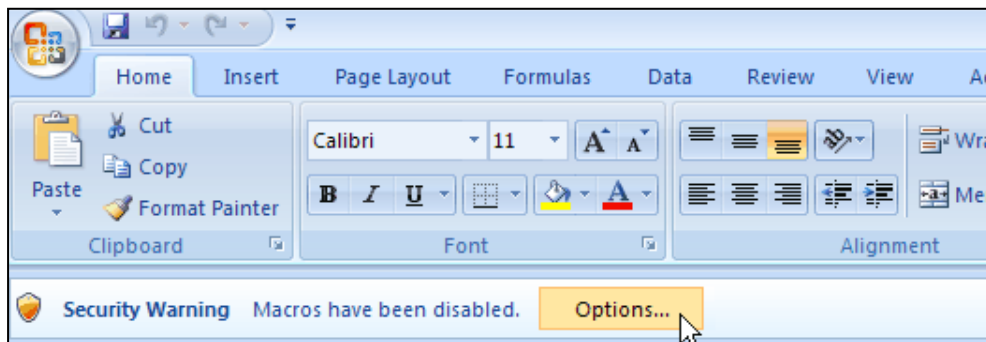 Home Insert Page Layout Formulas Data Review View
Cut
Calibri 11 A A
Copy
Paste
B I U A
Format Painter
Clipboard Font Alignment
Security Warning Macros have been disabled. Options...